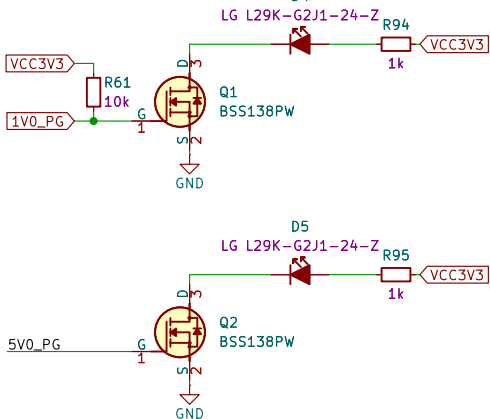 LG L29K-G2J1-24-Z
R94
VCC3V3
1k
VCC3V3
R61
10k
D
3
Q1
BSS138PW
1V0_PG
G
1
S
2
GND
D5
LG L29K-G2J1-24-Z
R95
VCC3V3
1k
D
3
Q2
BSS138PW
5V0_PG
G
1
S
2
GND